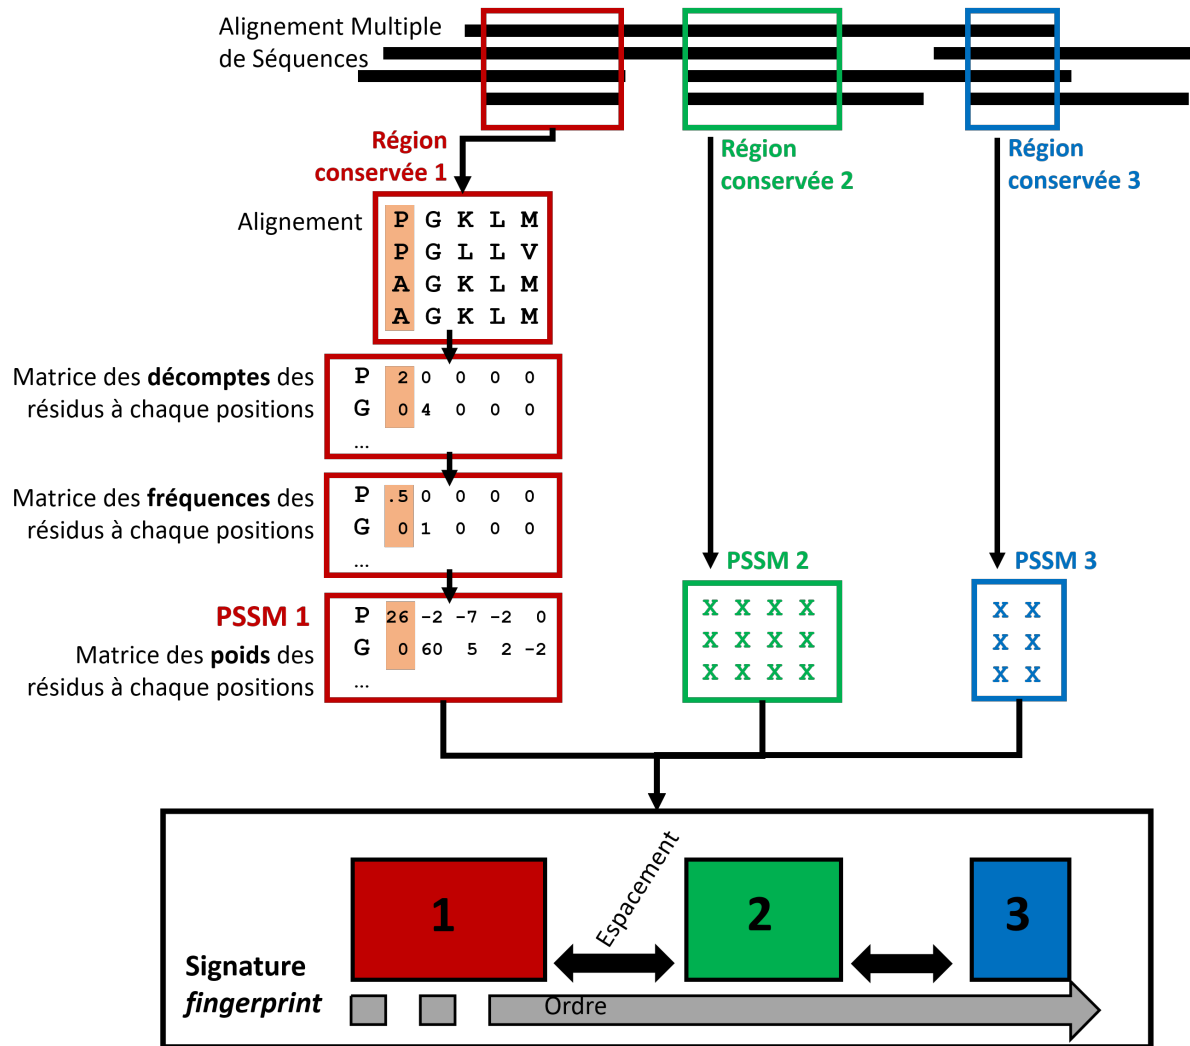 Alignement Multiple
de Séquences
Région
conservée 1
Région
conservée 2
Région
conservée 3
Alignement
P G K L M
P G L L V
A G K L M
A G K L M
Matrice des décomptes des
résidus à chaque positions
P 2 0 0 0 0
G 0 4 0 0 0
...
Matrice des fréquences des
résidus à chaque positions
P .5 0 0 0 0
G 0 1 0 0 0
...
PSSM 1
Matrice des poids des
résidus à chaque positions
P 26 -2 -7 -2 0
G 0 60 5 2 -2
...
PSSM 2
X X X X
X X X X
X X X X
PSSM 3
X X
X X
X X
1
Espacement
2
3
Signature
fingerprint
Ordre